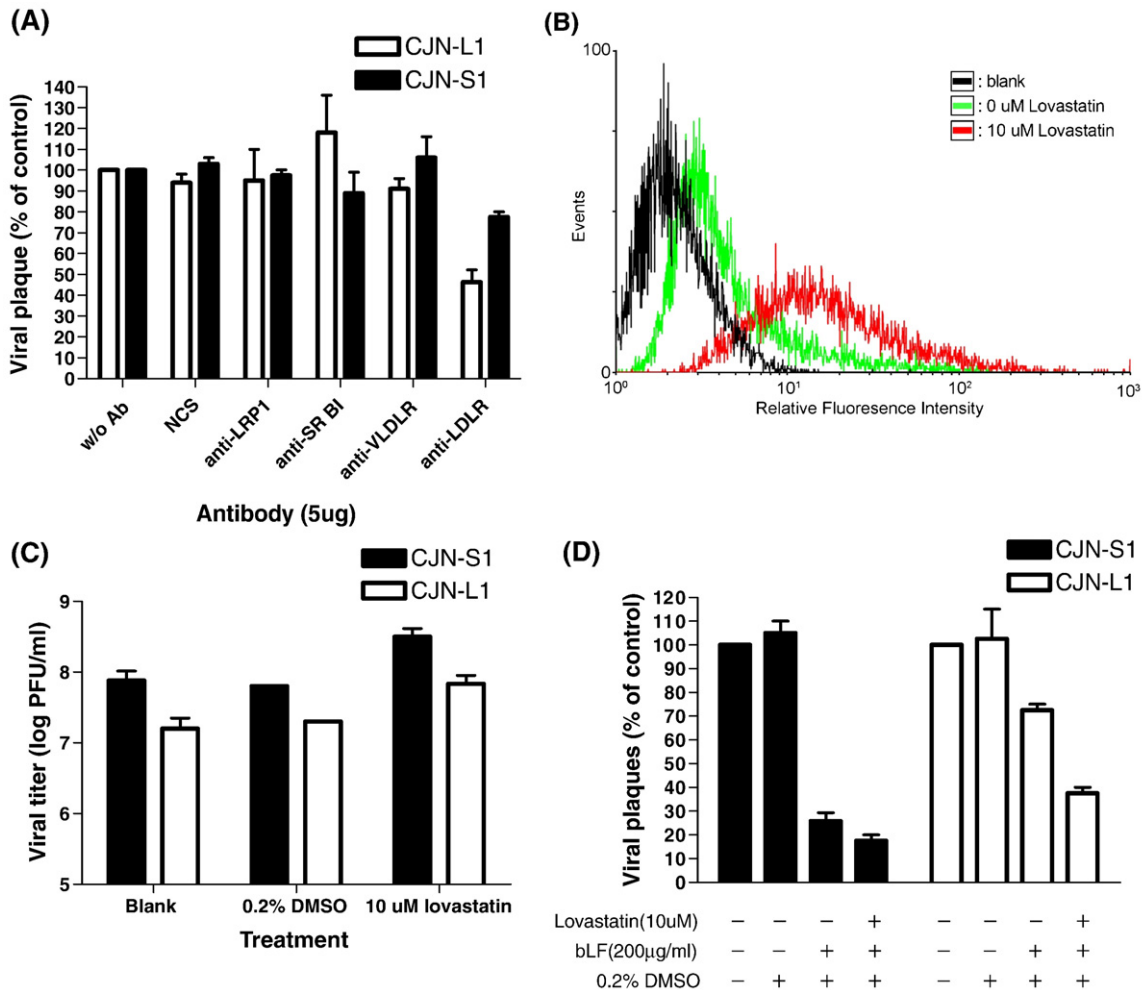 (A)
CJN-L1
CJN-S1
140
130
120
110
100
90
80
70
60
50
40
30
20
10
0
Viral plaque (% of control)
w/o Ab
NCS
anti-LRP1
anti-SR BI
anti-VLDLR
anti-LDLR
Antibody (5ug)
(B)
100
0
Events
: blank
: 0 uM Lovastatin
: 10 uM Lovastatin
10⁰ 10¹ 10² 10³
Relative Fluoresence Intensity
(C)
CJN-S1
CJN-L1
9
8
7
6
5
Viral titer (log PFU/ml)
Blank 0.2% DMSO 10 uM lovastatin
Treatment
(D)
CJN-S1
CJN-L1
120
110
100
90
80
70
60
50
40
30
20
10
0
Viral plaques (% of control)
Lovastatin(10uM) − − − + − − − +
bLF(200µg/ml) − − + + − − + +
0.2% DMSO − + + + − + + +